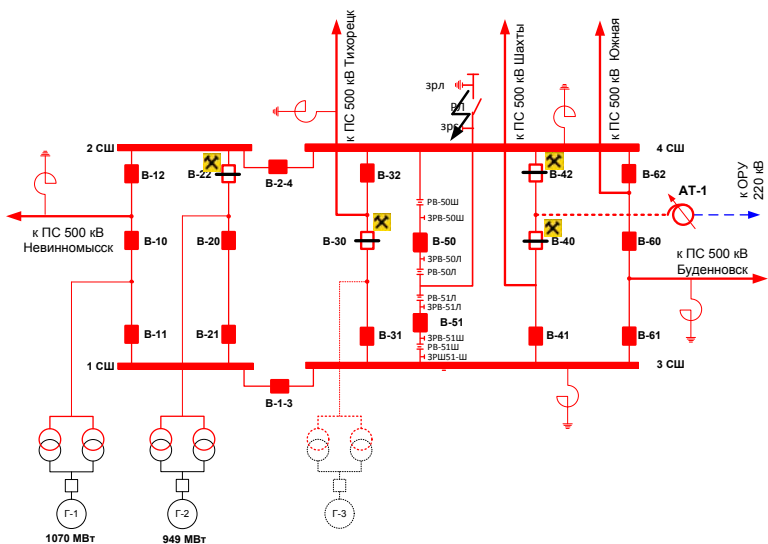 к ПС 500 кВ Тихорецк
зрл
РЛ
зрс
к ПС 500 кВ Шахты
к ПС 500 кВ Южная
2 СШ
4 СШ
В-12
В-22
В-2-4
В-32
В-42
В-62
АТ-1
к ОРУ
220 кВ
РВ-50Ш
ЗРВ-50Ш
к ПС 500 кВ
Невинномысск
В-10
В-20
В-30
В-50
В-40
В-60
ЗРВ-50Л
РВ-50Л
к ПС 500 кВ
Буденновск
РВ-51Л
ЗРВ-51Л
В-11
В-21
В-31
В-51
В-41
В-61
ЗРВ-51Ш
РВ-51Ш
ЗРШ51-Ш
1 СШ
3 СШ
В-1-3
Г-1
Г-2
Г-3
1070 МВт
949 МВт